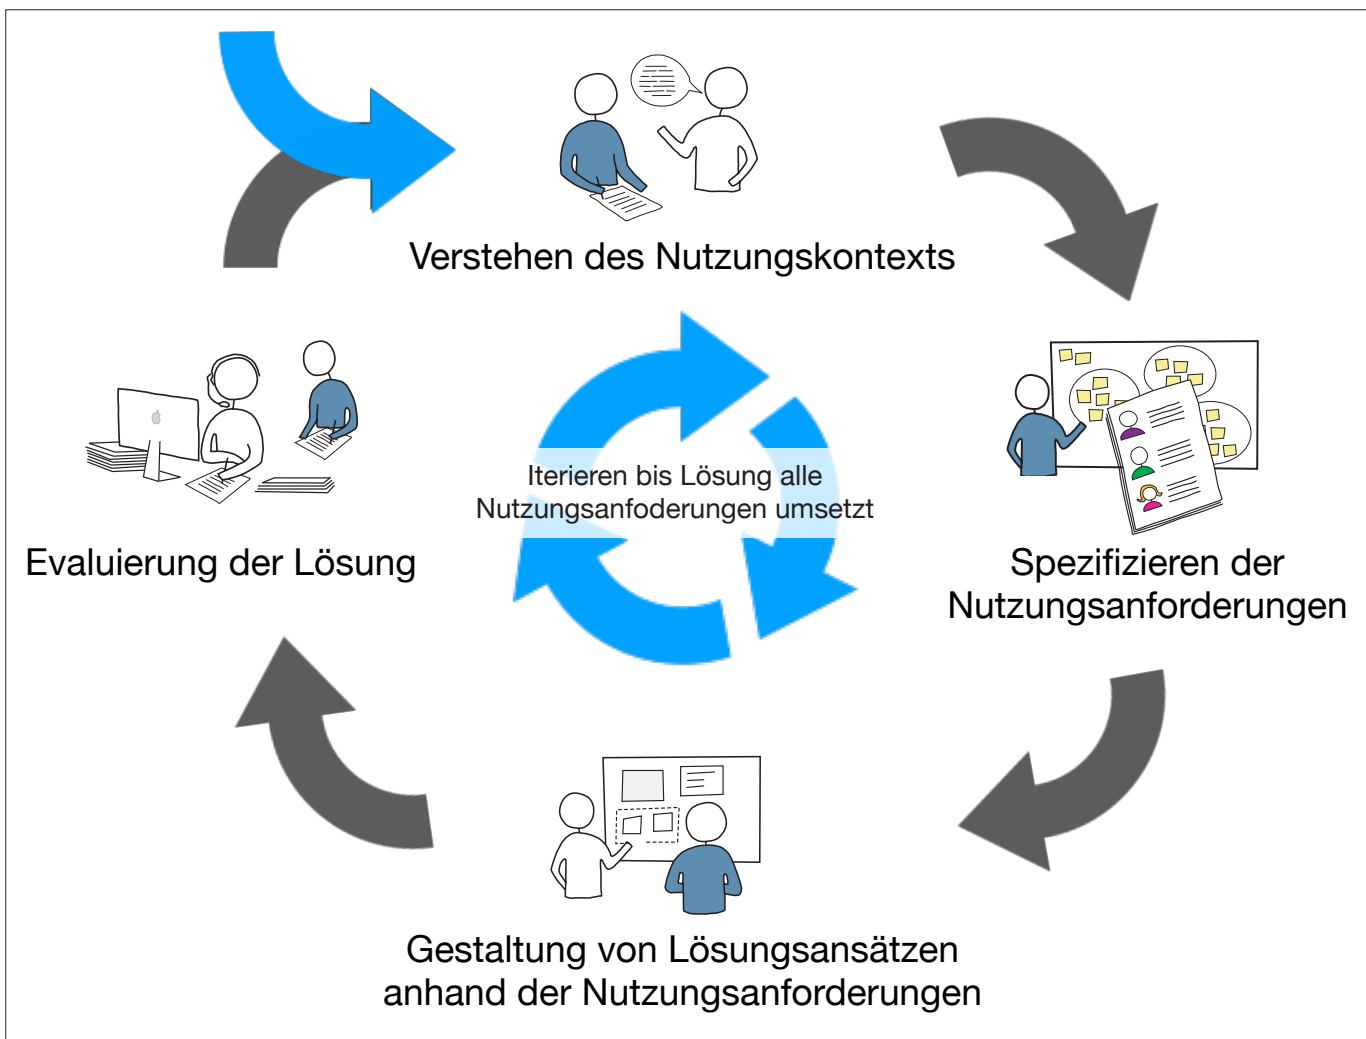 Verstehen des Nutzungskontexts
Spezifizieren der
Nutzungsanforderungen
Gestaltung von Lösungsansätzen
anhand der Nutzungsanforderungen
Evaluierung der Lösung
Iterieren bis Lösung alle
Nutzungsanfoderungen umsetzt